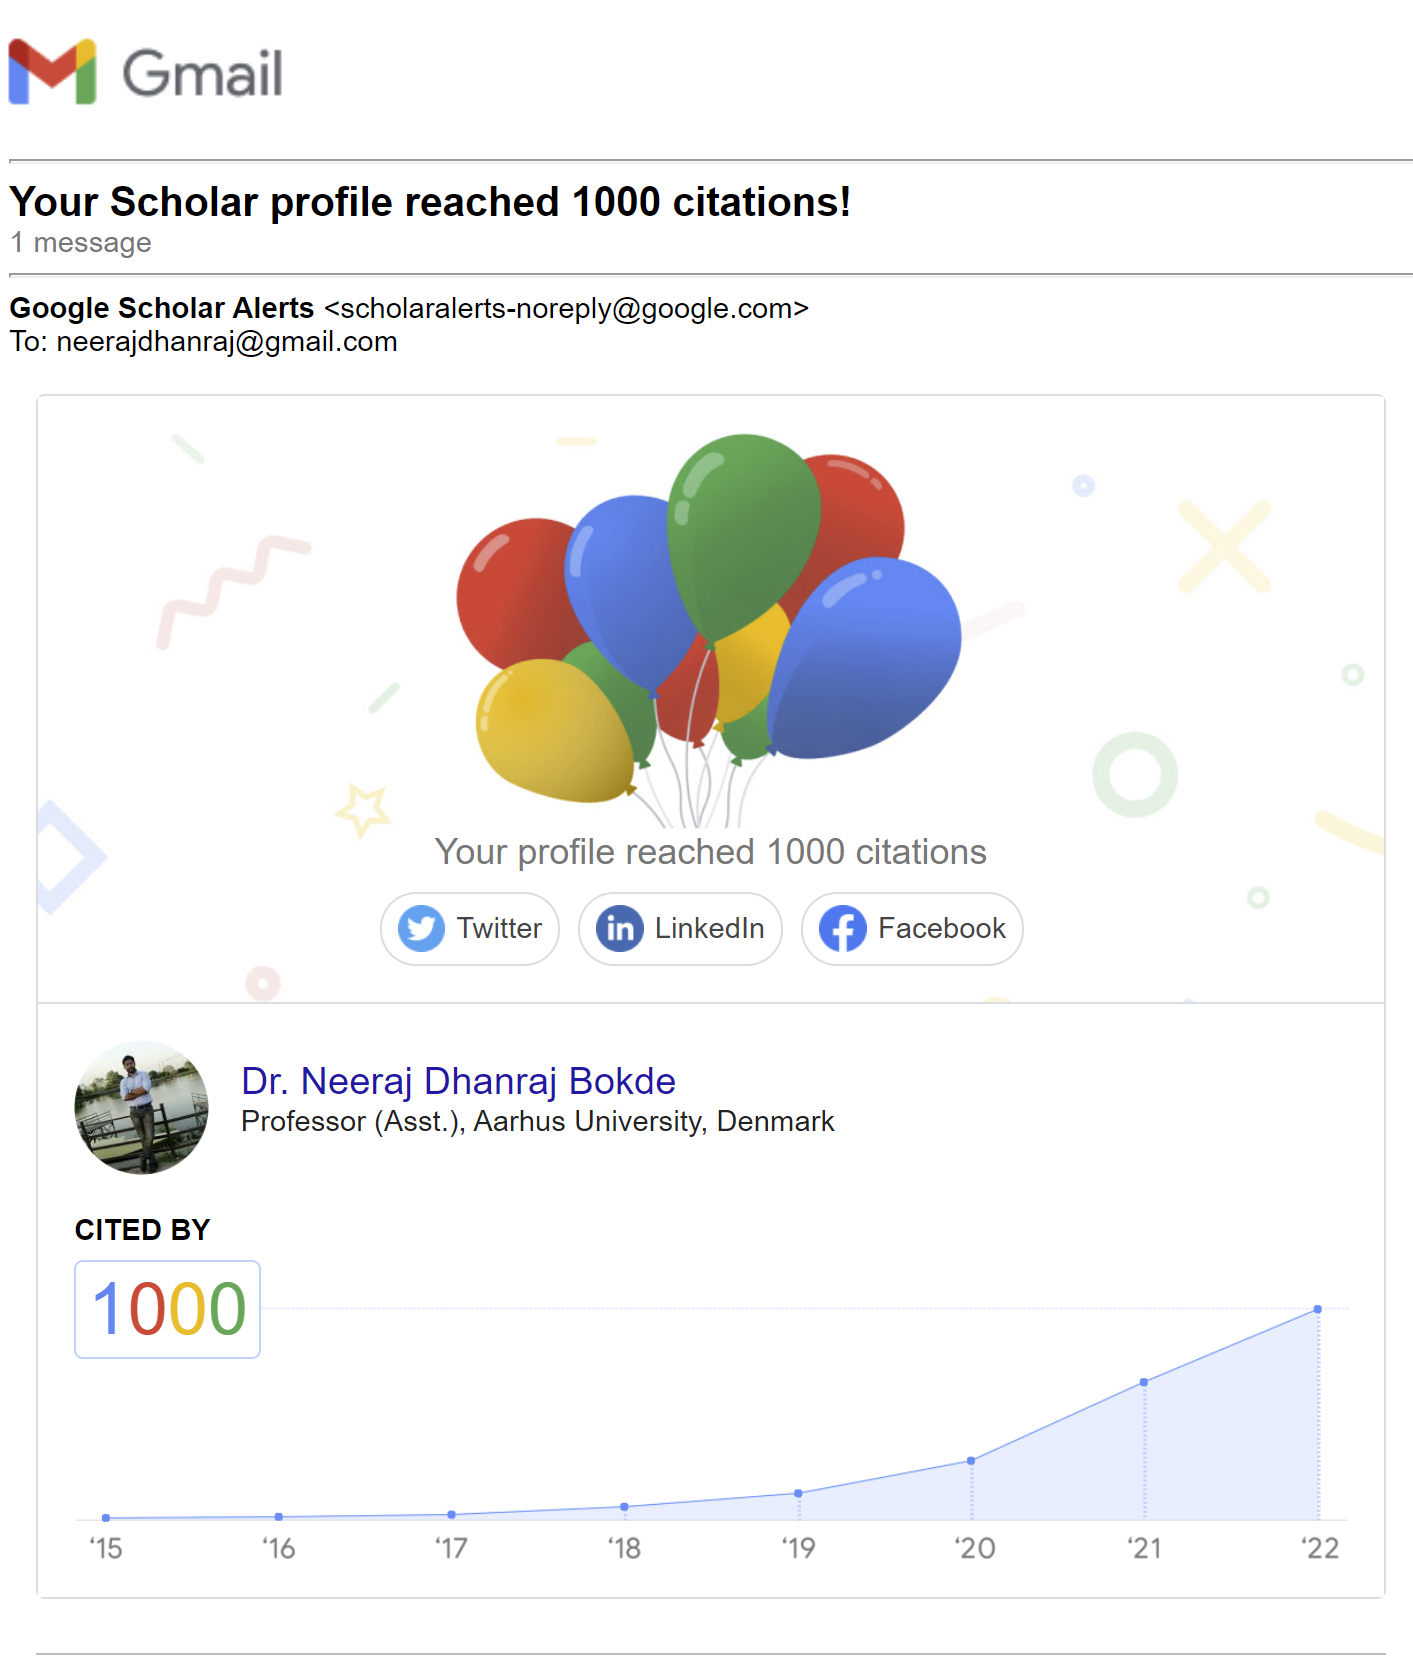 Gmail
Your Scholar profile reached 1000 citations!
1 message
Google Scholar Alerts <scholaralerts-noreply@google.com>
To: neerajdhanraj@gmail.com
Your profile reached 1000 citations
Twitter LinkedIn Facebook
Dr. Neeraj Dhanraj Bokde
Professor (Asst.), Aarhus University, Denmark
CITED BY
1000
‘15 ‘16 ‘17 ‘18 ‘19 ‘20 ‘21 ‘22